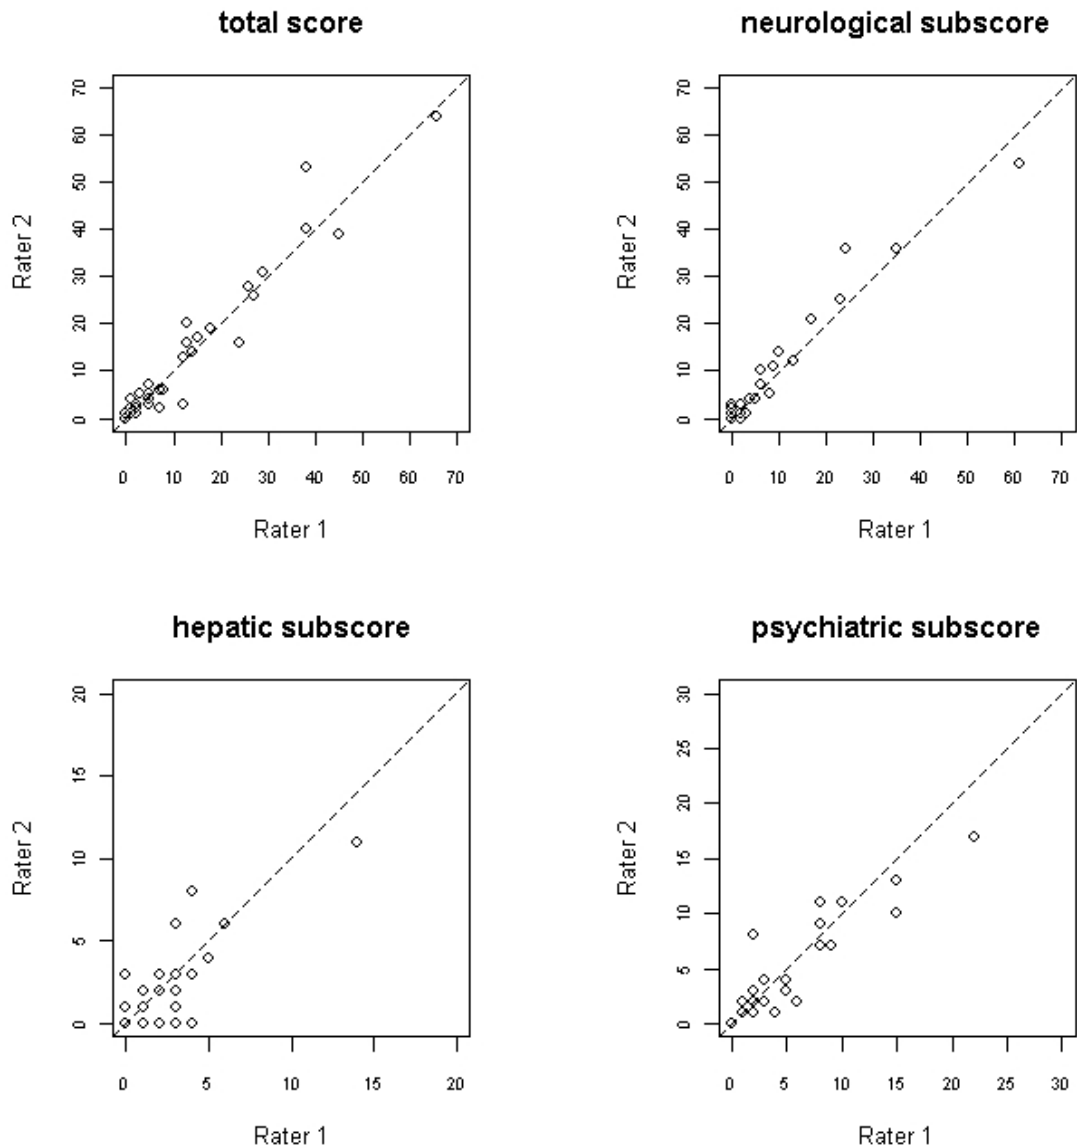 total score
70
60
50
40
30
20
10
0
Rater 2
0 10 20 30 40 50 60 70
Rater 1
neurological subscore
70
60
50
40
30
20
10
0
Rater 2
0 10 20 30 40 50 60 70
Rater 1
hepatic subscore
20
15
10
5
0
Rater 2
0 5 10 15 20
Rater 1
psychiatric subscore
30
25
20
15
10
5
0
Rater 2
0 5 10 15 20 25 30
Rater 1